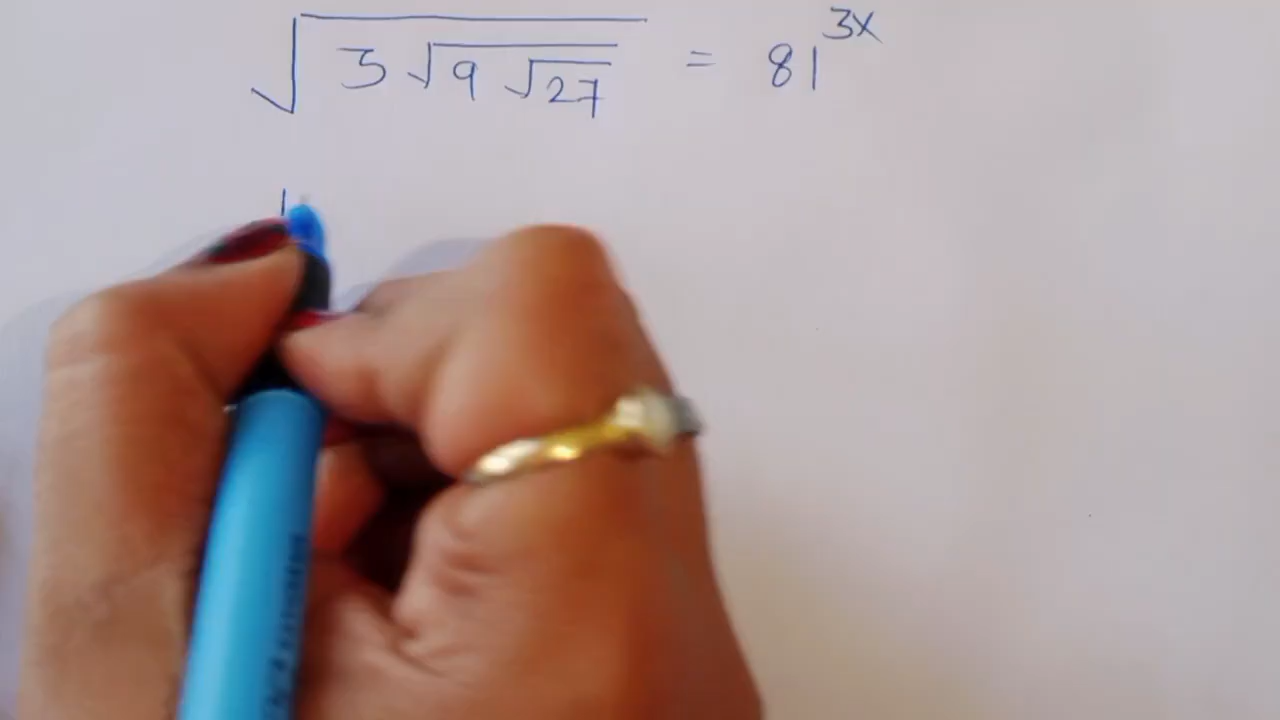 √(3√(9√27)) = 81^3x